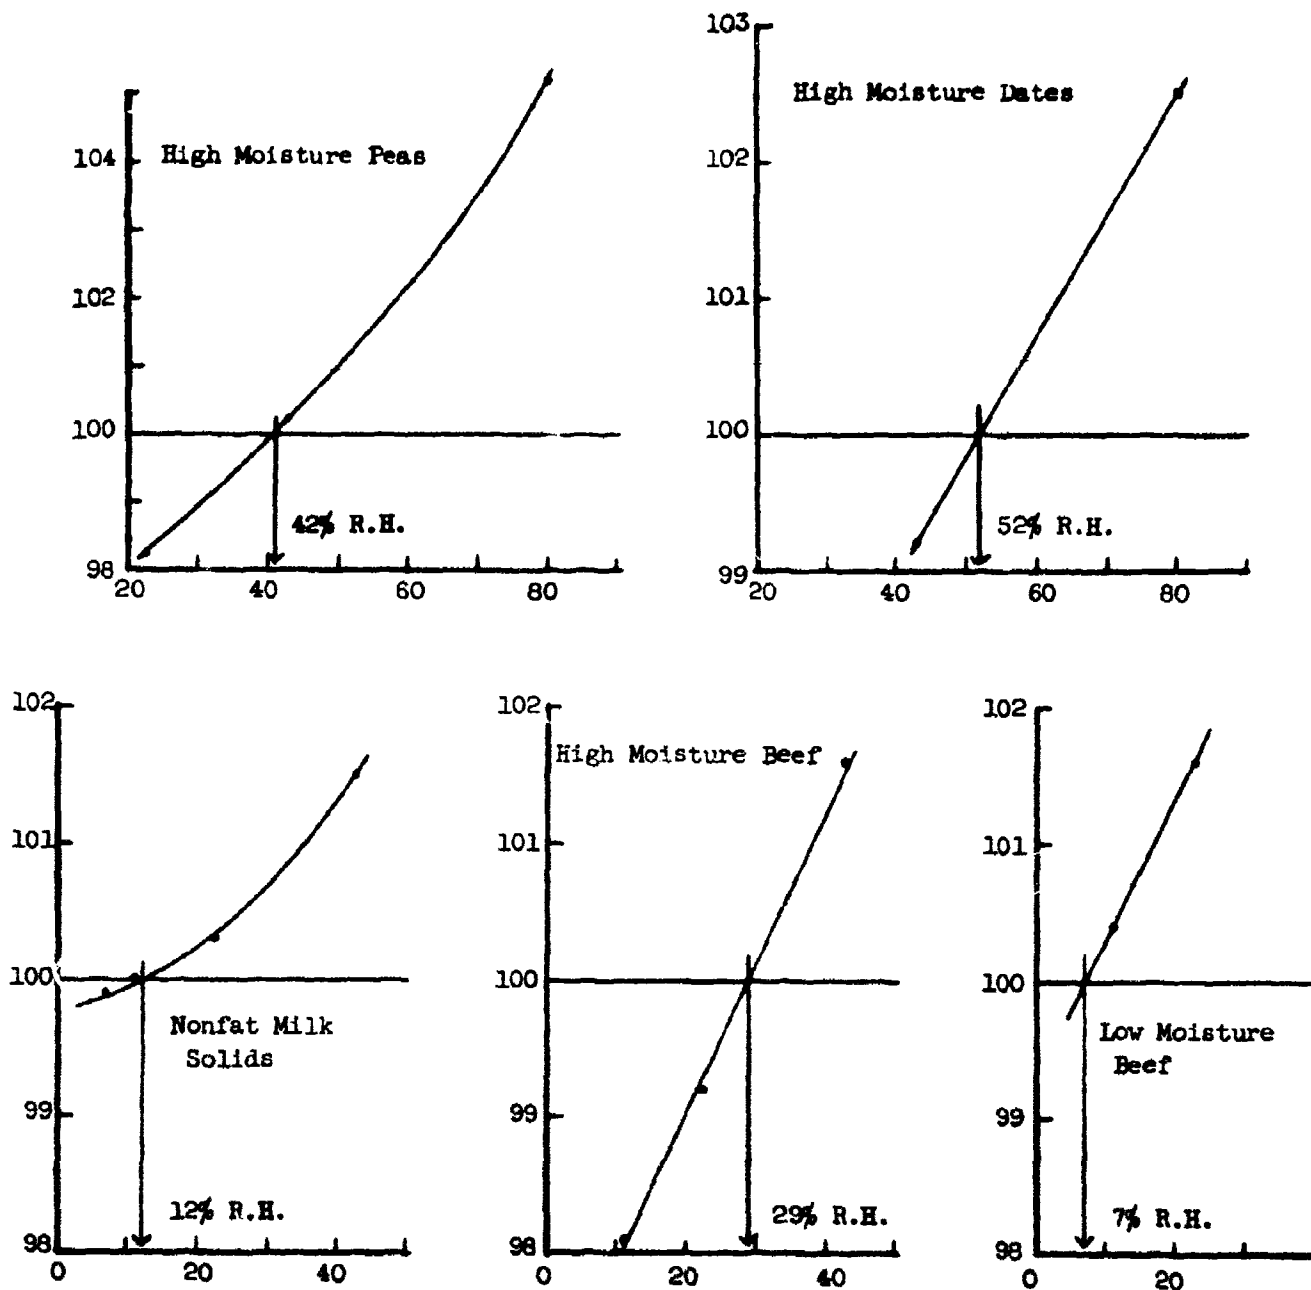 High Moisture Peas
104
102
100
98
20 40 60 80
42% R.H.
High Moisture Dates
103
102
101
100
99
20 40 60 80
52% R.H.
102
101
100
99
98
0 20 40
Nonfat Milk
Solids
12% R.H.
High Moisture Beef
102
101
100
99
98
0 20 40
29% R.H.
102
101
100
99
98
0 20
Low Moisture
Beef
7% R.H.